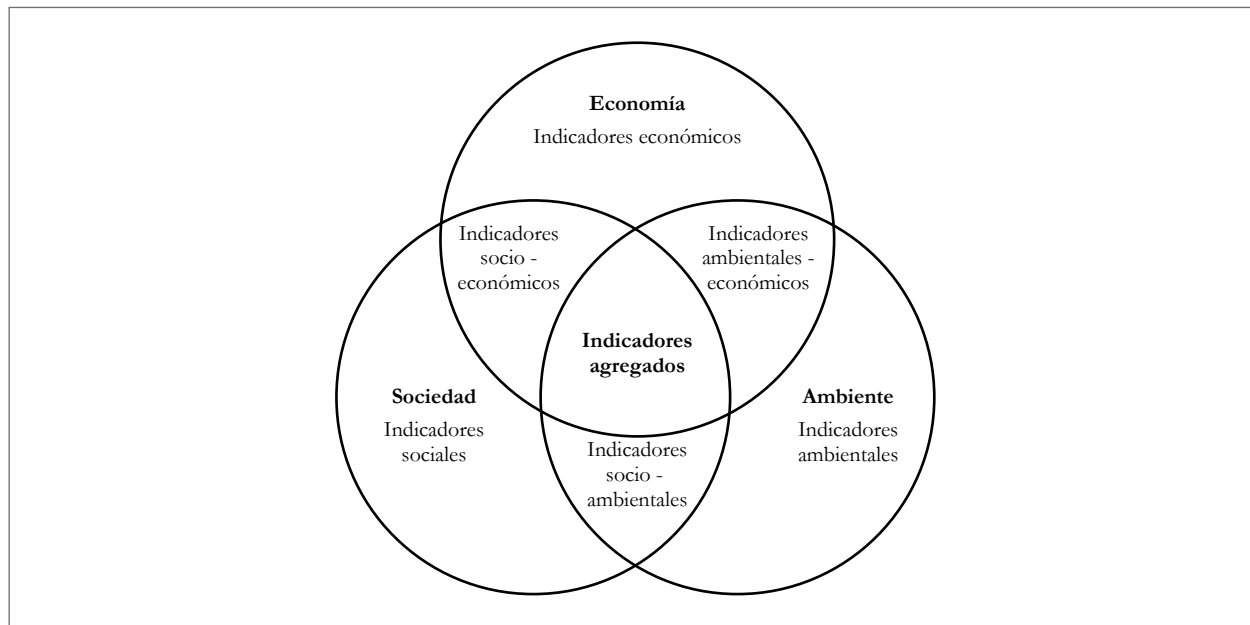 Economía
Indicadores económicos
Indicadores
socio -
económicos
Indicadores
ambientales -
económicos
Indicadores
agregados
Sociedad
Indicadores
sociales
Ambiente
Indicadores
ambientales
Indicadores
socio -
ambientales